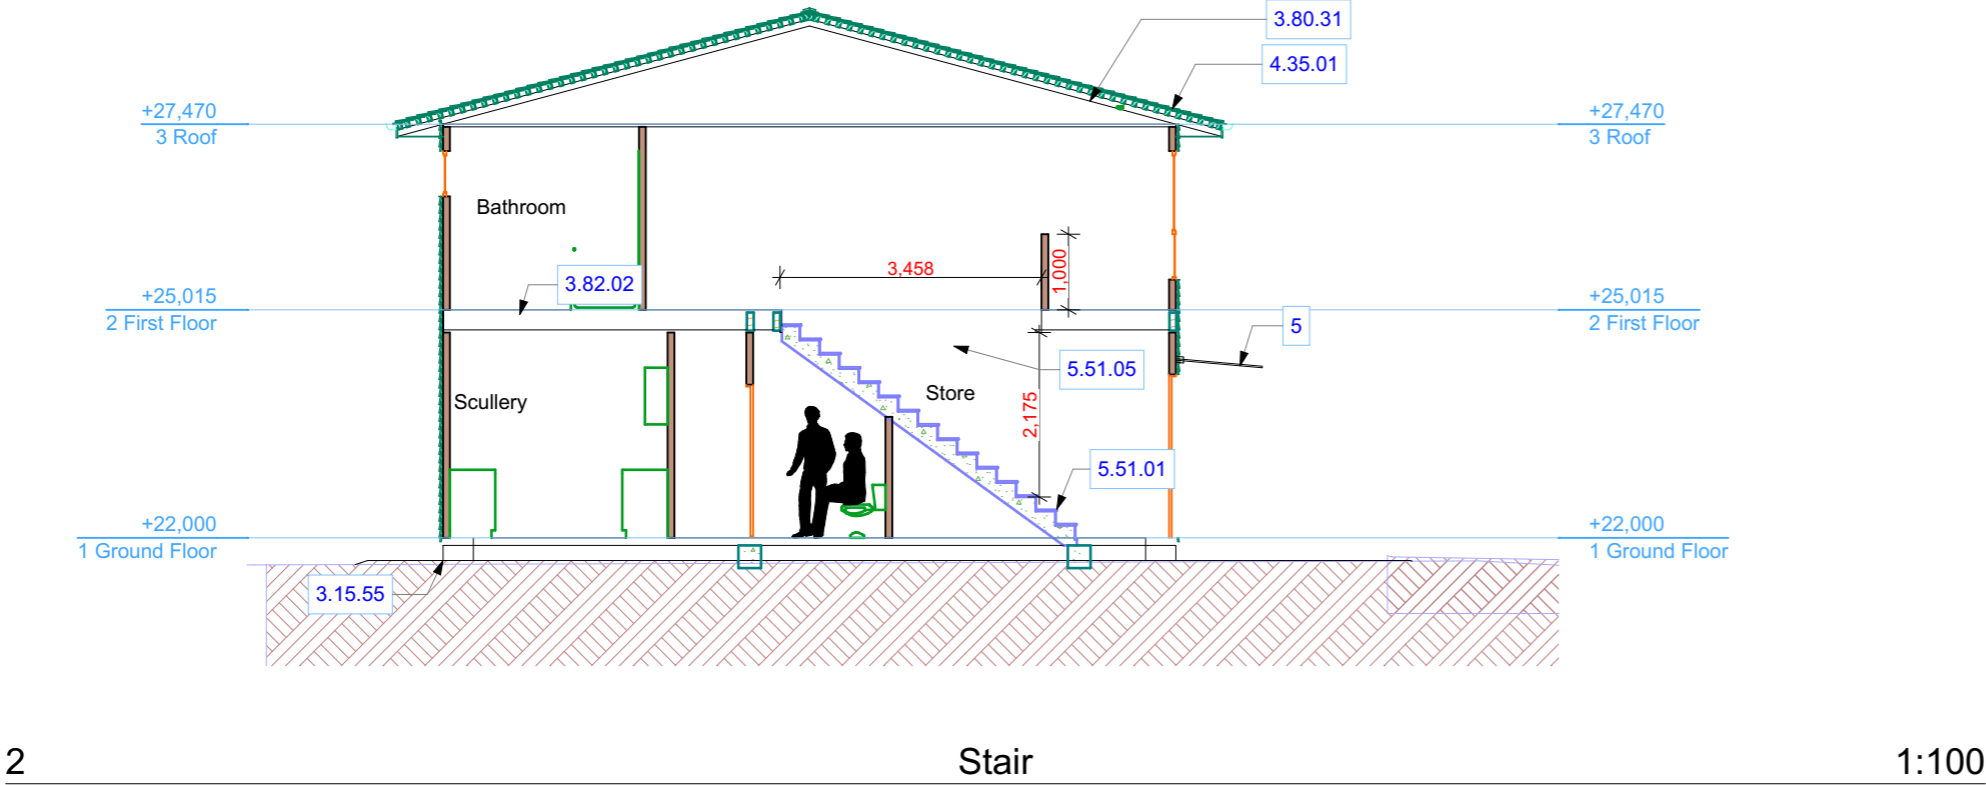 3.80.31
4.35.01
+27,470
3 Roof
+27,470
3 Roof
Bathroom
3,458
1,000
3.82.02
+25,015
2 First Floor
+25,015
2 First Floor
5
5.51.05
Scullery
Store
2,175
5.51.01
+22,000
1 Ground Floor
+22,000
1 Ground Floor
3.15.55
2
Stair
1:100